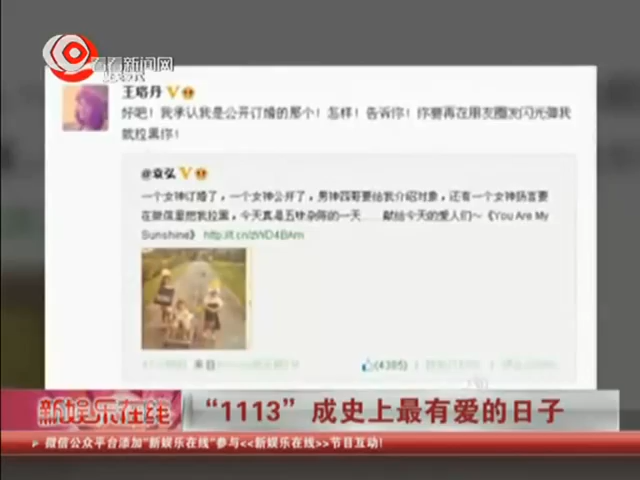 看看新闻网
王珞丹
好吧！我承认我是公开订婚的那个！怎样！告诉你！你要再在朋友圈发闪光弹我
就拉黑你！
@袁弘
一个女神订婚了，一个女神公开了，男神四哥要给我介绍对象，还有一个女神扬言要
在微信里把我拉黑，今天真是五味杂陈的一天……献给今天的爱人们～《You Are My
Sunshine》 http://t.cn/zWD4BAm
来自
(4395)
新娱乐在线
“1113”成史上最有爱的日子
微信公众平台添加"新娱乐在线"参与<<新娱乐在线>>节目互动!